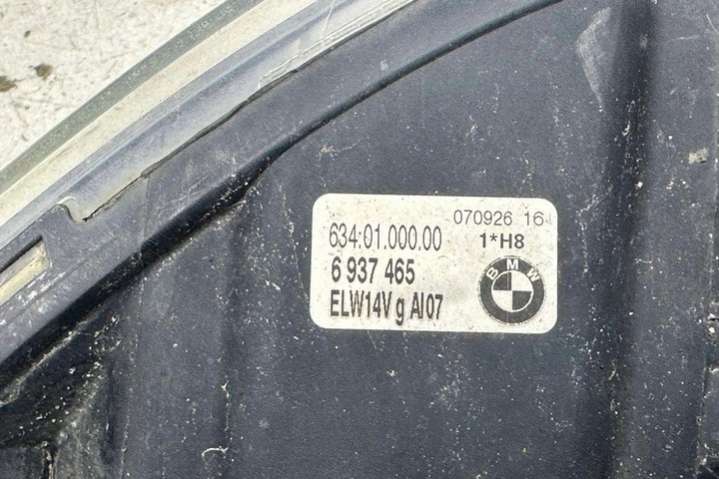 070926 16
634.01.000.00
1*H8
6 937 465
BMW
ELW14V g AI07